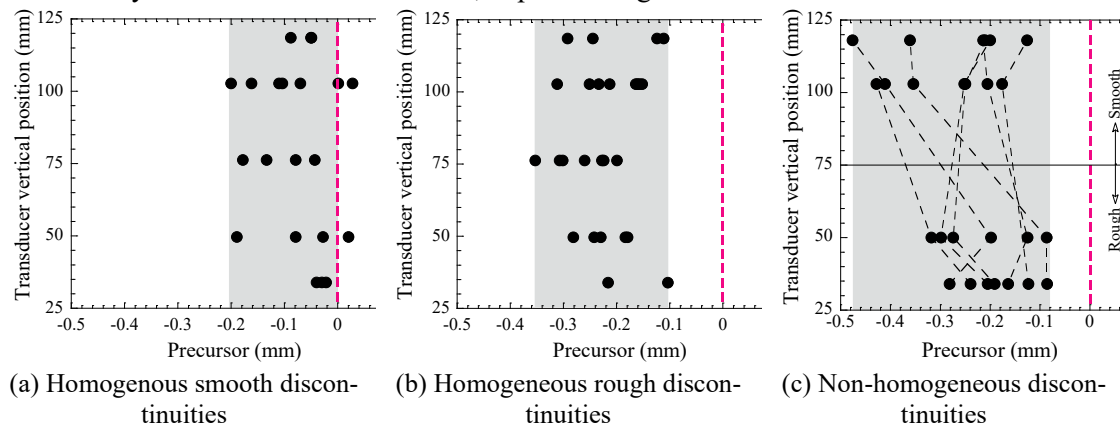 125
100
75
50
25
Transducer vertical position (mm)
-0.5
-0.4
-0.3
-0.2
-0.1
0
Precursor (mm)
(a) Homogenous smooth discon-
tinuities
125
100
75
50
25
Transducer vertical position (mm)
-0.5
-0.4
-0.3
-0.2
-0.1
0
Precursor (mm)
(b) Homogeneous rough discon-
tinuities
125
100
75
50
25
Transducer vertical position (mm)
-0.5
-0.4
-0.3
-0.2
-0.1
0
Precursor (mm)
Rough
Smooth
(c) Non-homogeneous discon-
tinuities